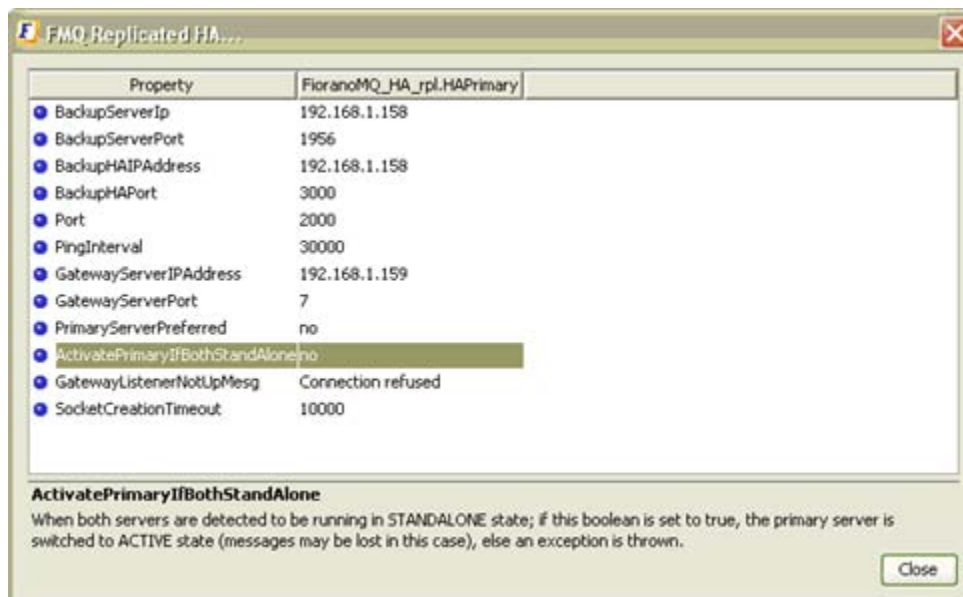 FMQ Replicated HA...
Property FioranoMQ_HA_rpl.HAPrimary
BackupServerIp 192.168.1.158
BackupServerPort 1956
BackupHAIPAddress 192.168.1.158
BackupHAPort 3000
Port 2000
PingInterval 30000
GatewayServerIPAddress 192.168.1.159
GatewayServerPort 7
PrimaryServerPreferred no
ActivatePrimaryIfBothStandAlone no
GatewayListenerNotUpMesg Connection refused
SocketCreationTimeout 10000
ActivatePrimaryIfBothStandAlone
When both servers are detected to be running in STANDALONE state; if this boolean is set to true, the primary server is
switched to ACTIVE state (messages may be lost in this case), else an exception is thrown.
Close